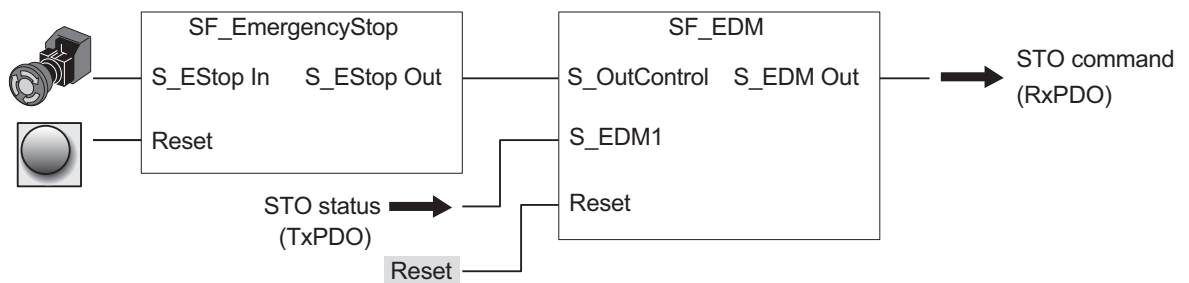 SF_EmergencyStop
S_EStop In
S_EStop Out
Reset
SF_EDM
S_OutControl
S_EDM Out
S_EDM1
Reset
STO command
(RxPDO)
STO status
(TxPDO)
Reset